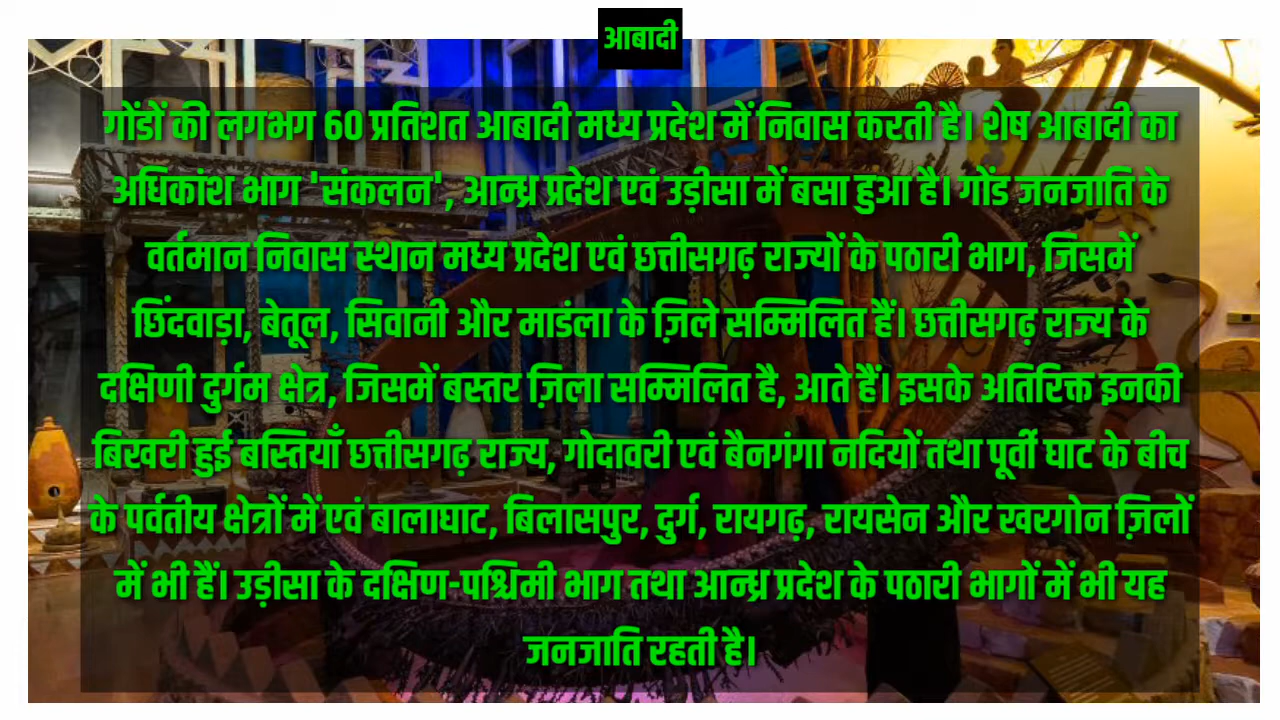 आबादी
गोंडों की लगभग 60 प्रतिशत आबादी मध्य प्रदेश में निवास करती है। शेष आबादी का
अधिकांश भाग 'संकलन', आन्ध्र प्रदेश एवं उड़ीसा में बसा हुआ है। गोंड जनजाति के
वर्तमान निवास स्थान मध्य प्रदेश एवं छत्तीसगढ़ राज्यों के पठारी भाग, जिसमें
छिंदवाड़ा, बेतूल, सिवानी और माडंला के ज़िले सम्मिलित हैं। छत्तीसगढ़ राज्य के
दक्षिणी दुर्गम क्षेत्र, जिसमें बस्तर ज़िला सम्मिलित है, आते हैं। इसके अतिरिक्त इनकी
बिखरी हुई बस्तियाँ छत्तीसगढ़ राज्य, गोदावरी एवं बैनगंगा नदियों तथा पूर्वी घाट के बीच
के पर्वतीय क्षेत्रों में एवं बालाघाट, बिलासपुर, दुर्ग, रायगढ़, रायसेन और खरगोन ज़िलों
में भी हैं। उड़ीसा के दक्षिण-पश्चिमी भाग तथा आन्ध्र प्रदेश के पठारी भागों में भी यह
जनजाति रहती है।